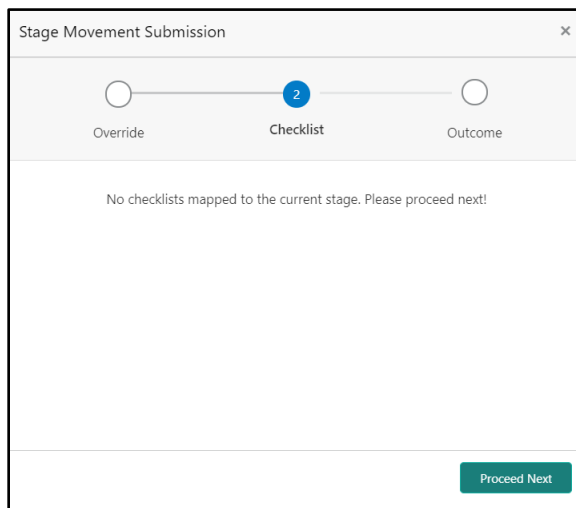 Stage Movement Submission ×
2
Override Checklist Outcome
No checklists mapped to the current stage. Please proceed next!
Proceed Next